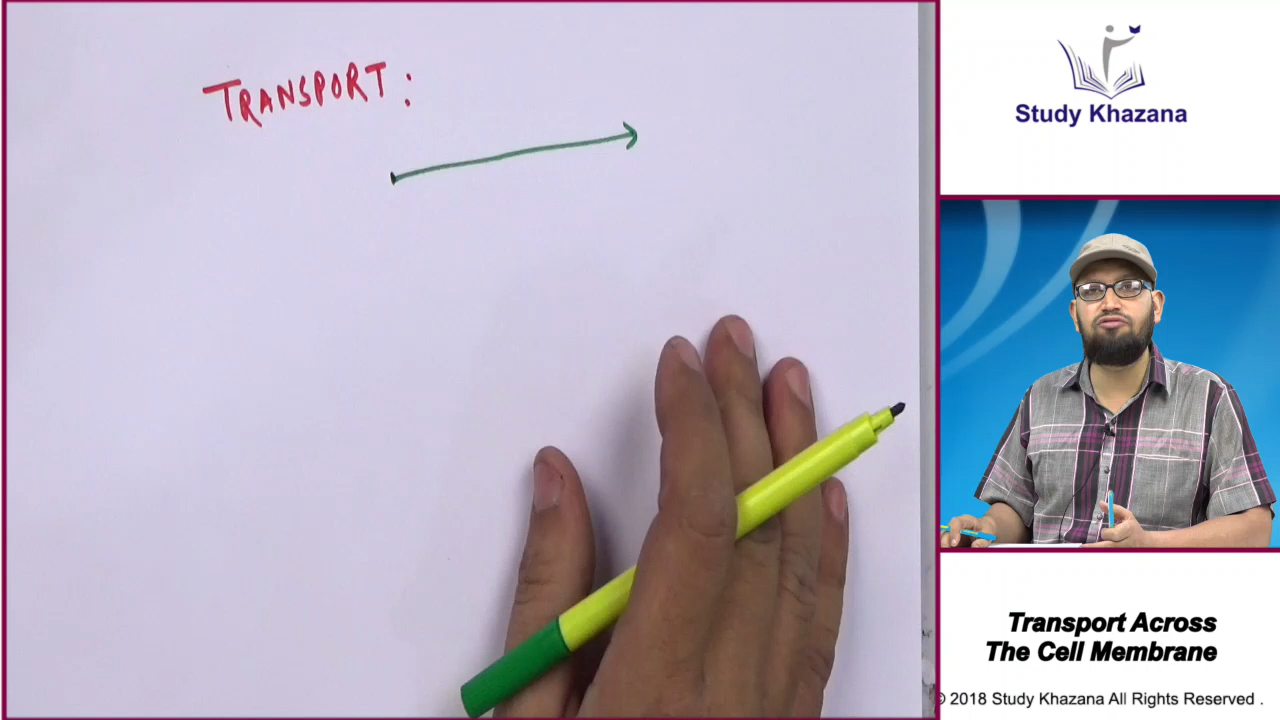 TRANSPORT:
Study Khazana
Transport Across
The Cell Membrane
© 2018 Study Khazana All Rights Reserved .